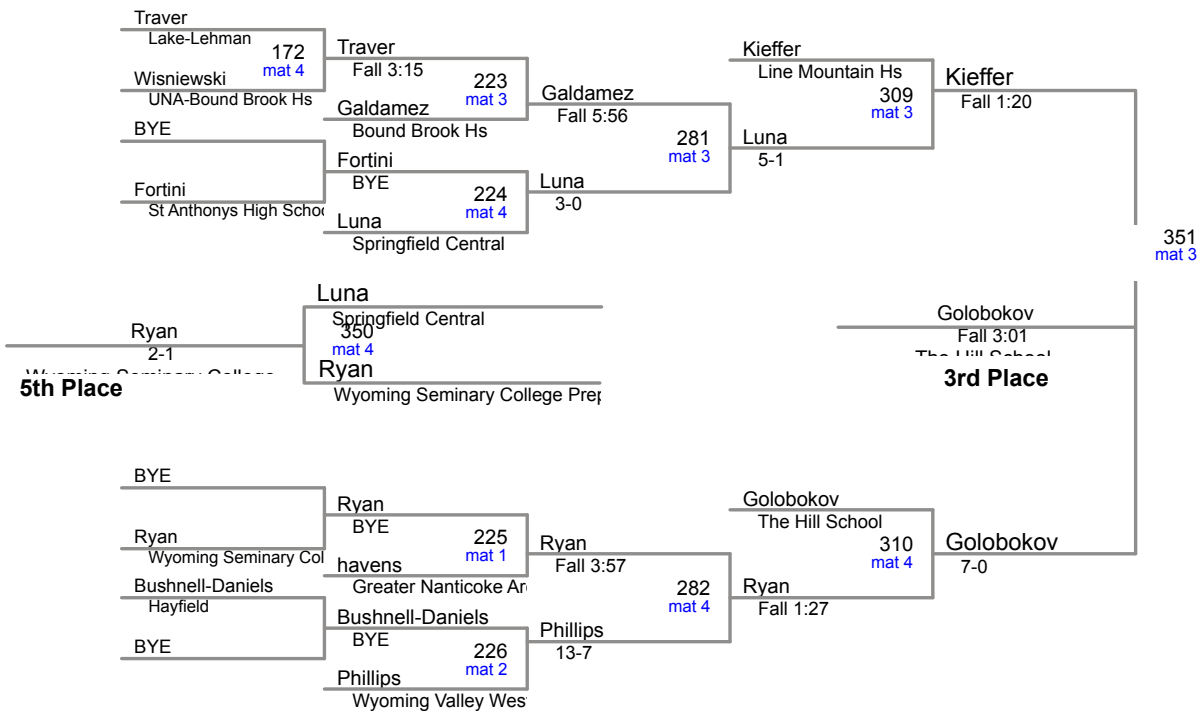 Traver
Lake-Lehman
172
mat 4
Wisniewski
UNA-Bound Brook Hs
BYE
Fortini
St Anthonys High
Traver
Fall 3:15
223
mat 3
Galdamez
Bound Brook Hs
Fortini
BYE
224
mat 4
Luna
Springfield Central
Galdamez
Fall 5:56
281
mat 3
Luna
3-0
Kieffer
Line Mountain Hs
309
mat 3
Luna
5-1
Kieffer
Fall 1:20
351
mat 3
Luna
Springfield Central
350
mat 4
Ryan
Wyoming Seminary College
Ryan
2-1
Wyoming Seminary College
5th Place
Golobokov
Fall 3:01
The Hill School
3rd Place
BYE
Ryan
Wyoming Seminary
Bushnell-Daniels
Hayfield
BYE
Ryan
BYE
225
mat 1
havens
Greater Nanticoke
Bushnell-Daniels
BYE
226
mat 2
Phillips
Wyoming Valley
Ryan
Fall 3:57
282
mat 4
Phillips
13-7
Golobokov
The Hill School
310
mat 4
Ryan
Fall 1:27
Golobokov
7-0